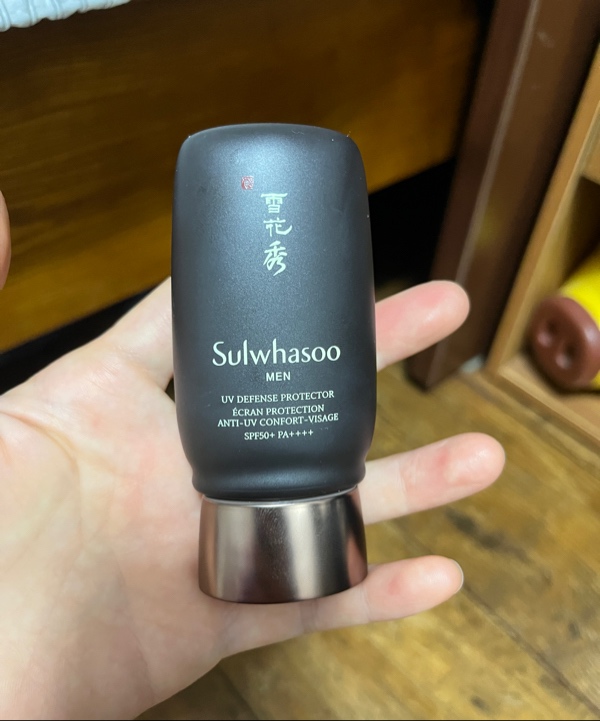 雪花秀
Sulwhasoo
MEN
UV DEFENSE PROTECTOR
ÉCRAN PROTECTION
ANTI-UV CONFORT-VISAGE
SPF50+ PA++++